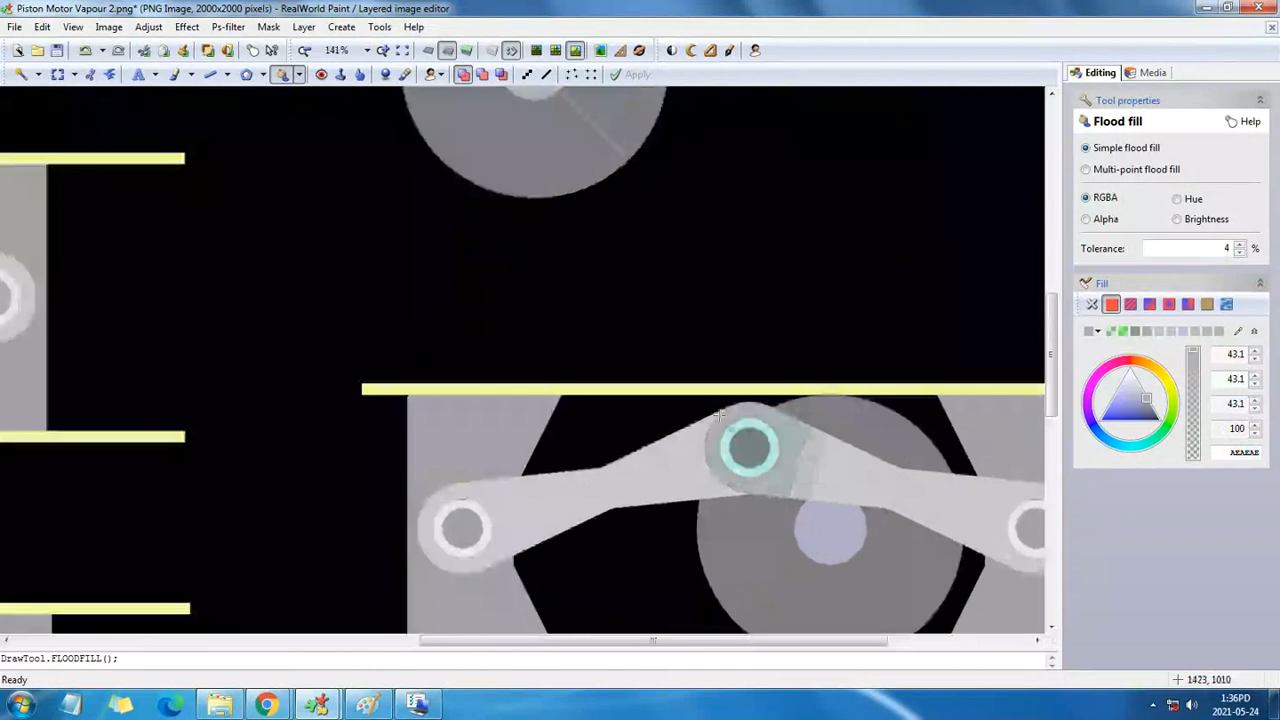 Piston Motor Vapour 2.png* (PNG Image, 2000x2000 pixels) - RealWorld Paint / Layered image editor
File Edit View Image Adjust Effect Ps-filter Mask Layer Create Tools Help
141%
Apply
Editing Media
Tool properties
Flood fill Help
Simple flood fill
Multi-point flood fill
RGBA Hue
Alpha Brightness
Tolerance: 4 %
Fill
43.1
43.1
43.1
100
AEAEAE
DrawTool.FLOODFILL();
Ready 1423, 1010
1:36PD
2021-05-24